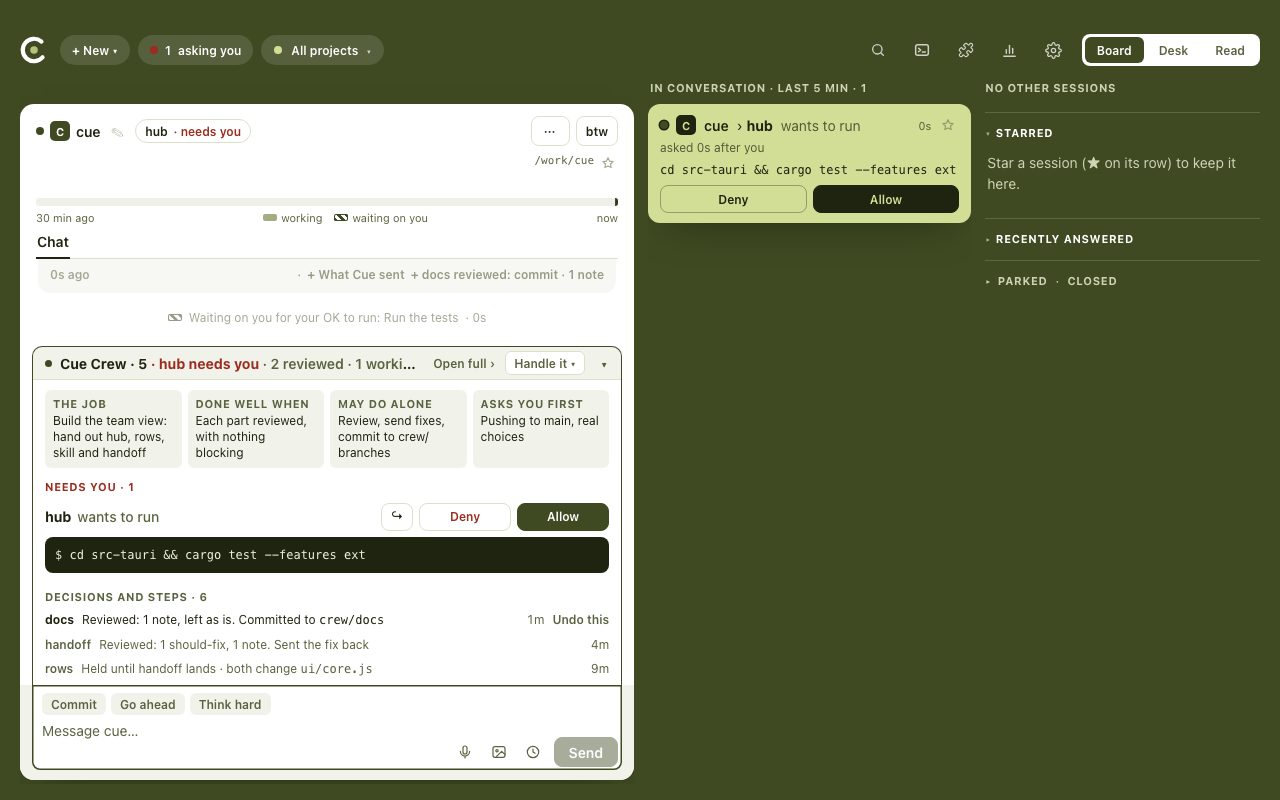 + New ▾
1 asking you
All projects ▾
Board
Desk
Read
C cue
hub · needs you
···
btw
/work/cue
30 min ago
working
waiting on you
now
Chat
0s ago
· + What Cue sent + docs reviewed: commit · 1 note
Waiting on you for your OK to run: Run the tests · 0s
Cue Crew · 5 · hub needs you · 2 reviewed · 1 worki...
Open full ›
Handle it ▾
▾
THE JOB
Build the team view:
hand out hub, rows,
skill and handoff
DONE WELL WHEN
Each part reviewed,
with nothing
blocking
MAY DO ALONE
Review, send fixes,
commit to crew/
branches
ASKS YOU FIRST
Pushing to main, real
choices
NEEDS YOU · 1
hub wants to run
Deny
Allow
$ cd src-tauri && cargo test --features ext
DECISIONS AND STEPS · 6
docs Reviewed: 1 note, left as is. Committed to crew/docs 1m Undo this
handoff Reviewed: 1 should-fix, 1 note. Sent the fix back 4m
rows Held until handoff lands · both change ui/core.js 9m
Commit
Go ahead
Think hard
Message cue...
Send
IN CONVERSATION · LAST 5 MIN · 1
C cue › hub wants to run 0s
asked 0s after you
cd src-tauri && cargo test --features ext
Deny
Allow
NO OTHER SESSIONS
▾ STARRED
Star a session (★ on its row) to keep it
here.
▸ RECENTLY ANSWERED
▸ PARKED · CLOSED